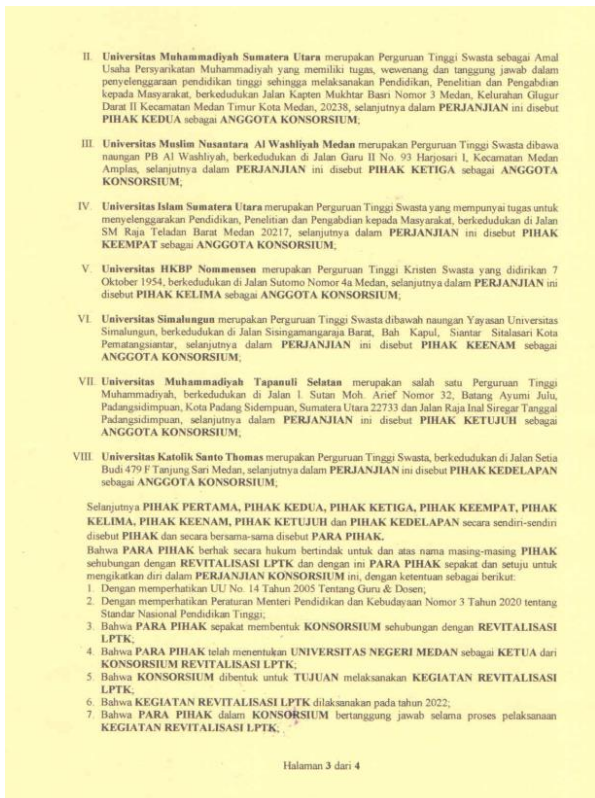 II. Universitas Muhammadiyah Sumatera Utara merupakan Perguruan Tinggi Swasta sebagai Amal
Usaha Persyarikatan Muhammadiyah yang memiliki tugas, wewenang dan tanggung jawab dalam
penyelenggaraan pendidikan tinggi sehingga melaksanakan Pendidikan, Penelitian dan Pengabdian
kepada Masyarakat, berkedudukan Jalan Kapten Mukhtar Basri Nomor 3 Medan, Kelurahan Glugur
Darat II Kecamatan Medan Timur Kota Medan, 20238, selanjutnya dalam PERJANJIAN ini disebut
PIHAK KEDUA sebagai ANGGOTA KONSORSIUM;
III. Universitas Muslim Nusantara Al Washliyah Medan merupakan Perguruan Tinggi Swasta dibawa
naungan PB Al Washliyah, berkedudukan di Jalan Garu II No. 93 Harjosari I, Kecamatan Medan
Amplas, selanjutnya dalam PERJANJIAN ini disebut PIHAK KETIGA sebagai ANGGOTA
KONSORSIUM;
IV. Universitas Islam Sumatera Utara merupakan Perguruan Tinggi Swasta yang mempunyai tugas untuk
menyelenggarakan Pendidikan, Penelitian dan Pengabdian kepada Masyarakat, berkedudukan di Jalan
SM Raja Teladan Barat Medan 20217, selanjutnya dalam PERJANJIAN ini disebut PIHAK
KEEMPAT sebagai ANGGOTA KONSORSIUM;
V. Universitas HKBP Nommensen merupakan Perguruan Tinggi Kristen Swasta yang didirikan 7
Oktober 1954, berkedudukan di Jalan Sutomo Nomor 4a Medan, selanjutnya dalam PERJANJIAN ini
disebut PIHAK KELIMA sebagai ANGGOTA KONSORSIUM;
VI. Universitas Simalungun merupakan Perguruan Tinggi Swasta dibawah naungan Yayasan Universitas
Simalungun, berkedudukan di Jalan Sisingamangaraja Barat, Bah Kapul, Siantar Sitalasari Kota
Pematangsiantar, selanjutnya dalam PERJANJIAN ini disebut PIHAK KEENAM sebagai
ANGGOTA KONSORSIUM;
VII. Universitas Muhammadiyah Tapanuli Selatan merupakan salah satu Perguruan Tinggi
Muhammadiyah, berkedudukan di Jalan l. Sutan Moh. Arief Nomor 32, Batang Ayumi Julu,
Padangsidimpuan, Kota Padang Sidempuan, Sumatera Utara 22733 dan Jalan Raja Inal Siregar Tanggal
Padangsidimpuan, selanjutnya dalam PERJANJIAN ini disebut PIHAK KETUJUH sebagai
ANGGOTA KONSORSIUM;
VIII. Universitas Katolik Santo Thomas merupakan Perguruan Tinggi Swasta, berkedudukan di Jalan Setia
Budi 479 F Tanjung Sari Medan, selanjutnya dalam PERJANJIAN ini disebut PIHAK KEDELAPAN
sebagai ANGGOTA KONSORSIUM;
Selanjutnya PIHAK PERTAMA, PIHAK KEDUA, PIHAK KETIGA, PIHAK KEEMPAT, PIHAK
KELIMA, PIHAK KEENAM, PIHAK KETUJUH dan PIHAK KEDELAPAN secara sendiri-sendiri
disebut PIHAK dan secara bersama-sama disebut PARA PIHAK.
Bahwa PARA PIHAK berhak secara hukum bertindak untuk dan atas nama masing-masing PIHAK
sehubungan dengan REVITALISASI LPTK dan dengan ini PARA PIHAK sepakat dan setuju untuk
mengikatkan diri dalam PERJANJIAN KONSORSIUM ini, dengan ketentuan sebagai berikut:
1. Dengan memperhatikan UU No. 14 Tahun 2005 Tentang Guru & Dosen;
2. Dengan memperhatikan Peraturan Menteri Pendidikan dan Kebudayaan Nomor 3 Tahun 2020 tentang
Standar Nasional Pendidikan Tinggi;
3. Bahwa PARA PIHAK sepakat membentuk KONSORSIUM sehubungan dengan REVITALISASI
LPTK;
4. Bahwa PARA PIHAK telah menentukan UNIVERSITAS NEGERI MEDAN sebagai KETUA dari
KONSORSIUM REVITALISASI LPTK;
5. Bahwa KONSORSIUM dibentuk untuk TUJUAN melaksanakan KEGIATAN REVITALISASI
LPTK;
6. Bahwa KEGIATAN REVITALISASI LPTK dilaksanakan pada tahun 2022;
7. Bahwa PARA PIHAK dalam KONSORSIUM bertanggung jawab selama proses pelaksanaan
KEGIATAN REVITALISASI LPTK;
Halaman 3 dari 4